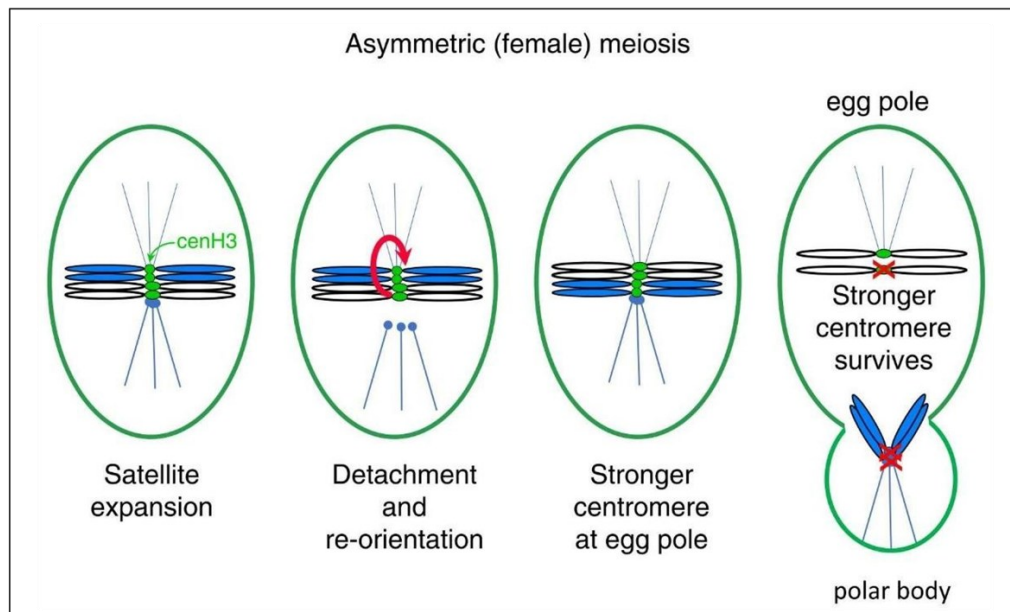 Asymmetric (female) meiosis
egg pole
cenH3
Stronger
centromere
survives
Satellite
expansion
Detachment
and
re-orientation
Stronger
centromere
at egg pole
polar body